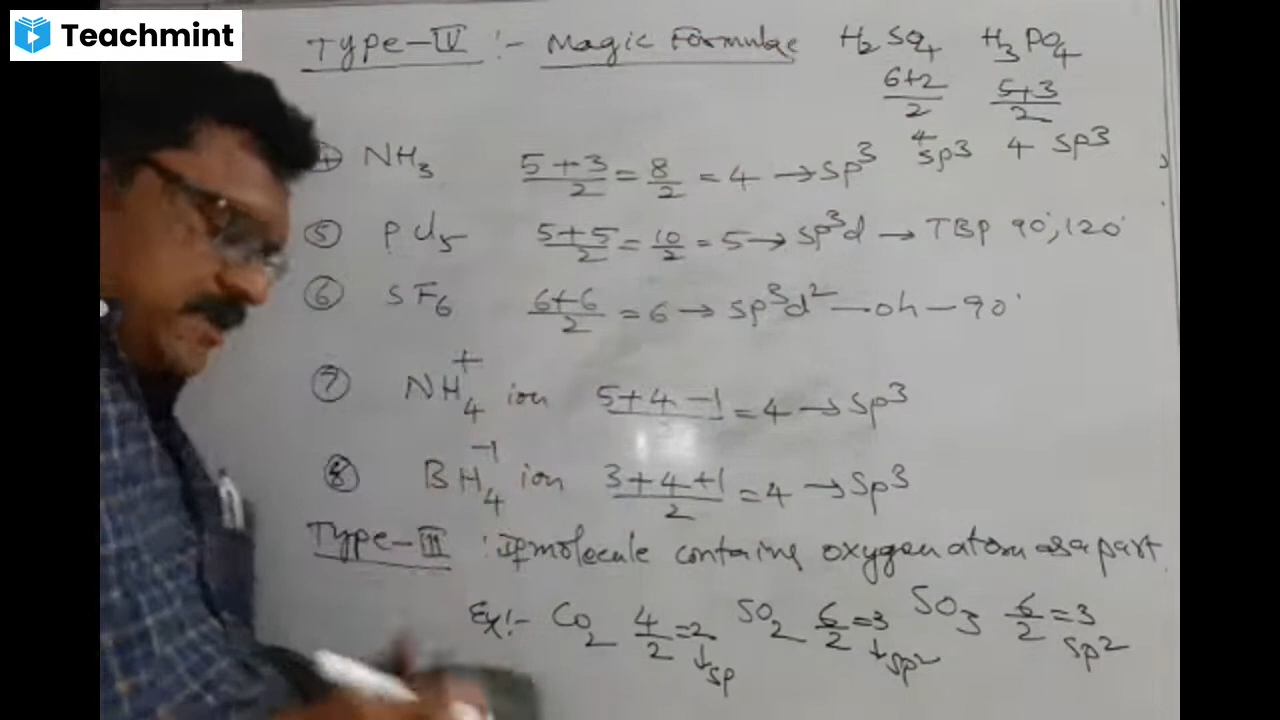 Teachmint
Type-IV :- Magic Formulae H₂SO₄ H₃PO₄
6+2/2 5+3/2
4 sp³ 4 sp³
④ NH₃ 5+3/2 = 8/2 = 4 → sp³
⑤ PCl₅ 5+5/2 = 10/2 = 5 → sp³d → TBP 90°, 120°
⑥ SF₆ 6+6/2 = 6 → sp³d² — oh — 90°
⑦ NH₄⁺ ion 5+4-1/2 = 4 → sp³
⑧ BH₄⁻¹ ion 3+4+1/2 = 4 → sp³
Type-III : If molecule contains oxygen atom as a part
Ex:- CO₂ 4/2 = 2 ↓ sp SO₂ 6/2 = 3 ↓ sp² SO₃ 6/2 = 3 sp²